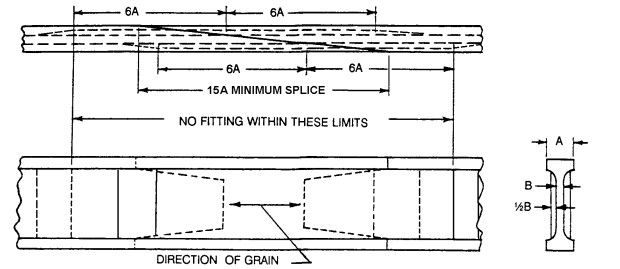 6A 6A
6A 6A
15A MINIMUM SPLICE
NO FITTING WITHIN THESE LIMITS
A
B
½B
DIRECTION OF GRAIN